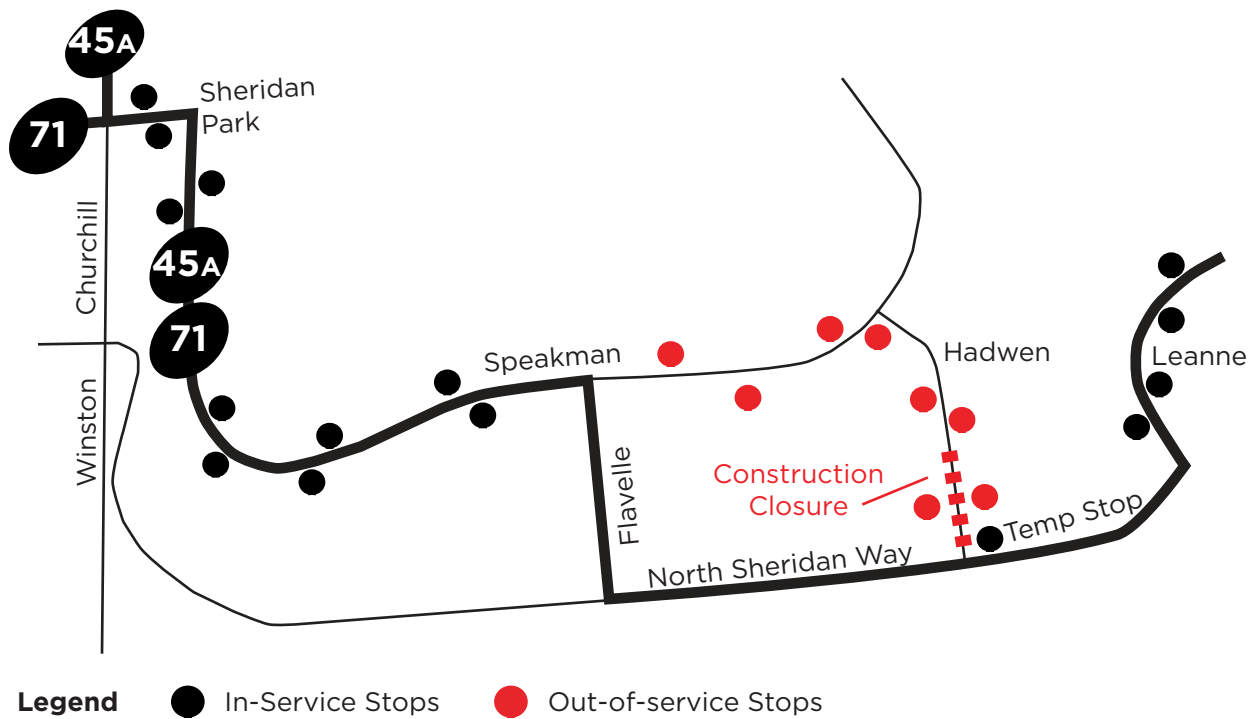 45A
71
Sheridan
Park
Churchill
Winston
45A
71
Speakman
Flavelle
Hadwen
Leanne
Construction
Closure
Temp Stop
North Sheridan Way
Legend In-Service Stops Out-of-service Stops